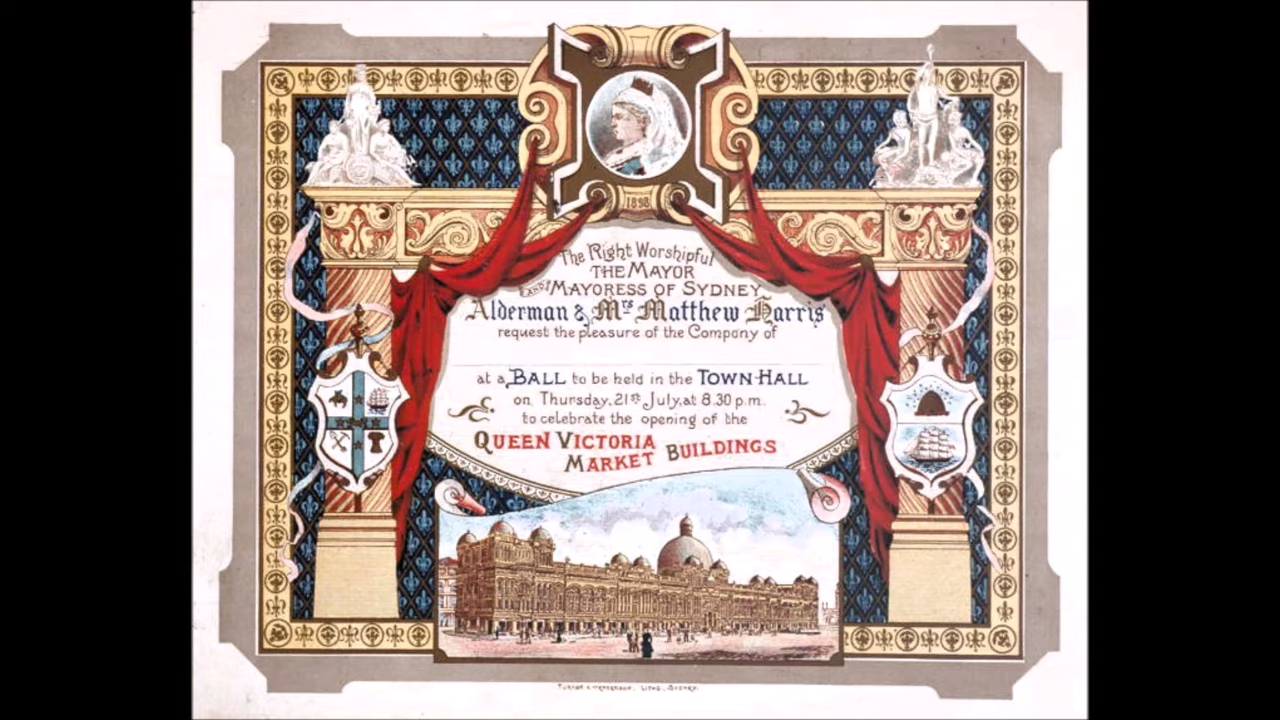 1898
The Right Worshipful
THE MAYOR
AND MAYORESS OF SYDNEY
Alderman & Mrs Matthew Harris
request the pleasure of the Company of
at a BALL to be held in the TOWN HALL
on Thursday, 21st July, at 8.30 p.m.
to celebrate the opening of the
QUEEN VICTORIA
MARKET BUILDINGS
LITHO. SYDNEY.